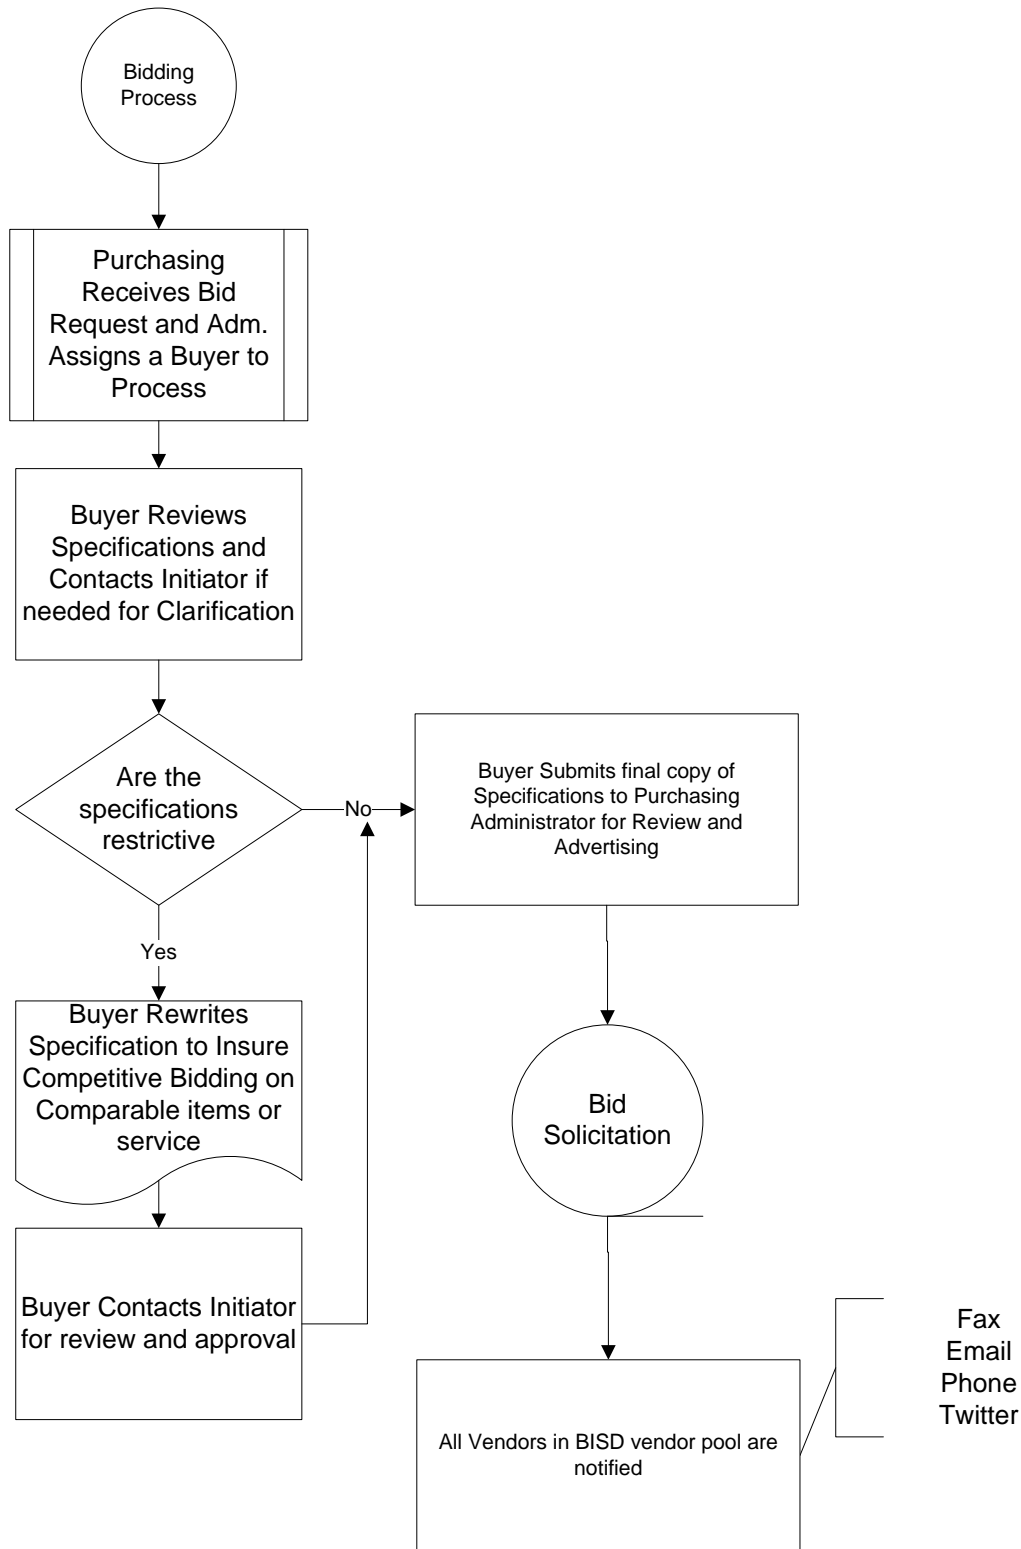 Bidding
Process
Purchasing
Receives Bid
Request and Adm.
Assigns a Buyer to
Process
Buyer Reviews
Specifications and
Contacts Initiator if
needed for Clarification
Are the
specifications
restrictive
No
Buyer Submits final copy of
Specifications to Purchasing
Administrator for Review and
Advertising
Yes
Buyer Rewrites
Specification to Insure
Competitive Bidding on
Comparable items or
service
Bid
Solicitation
Buyer Contacts Initiator
for review and approval
Fax
Email
Phone
Twitter
All Vendors in BISD vendor pool are
notified